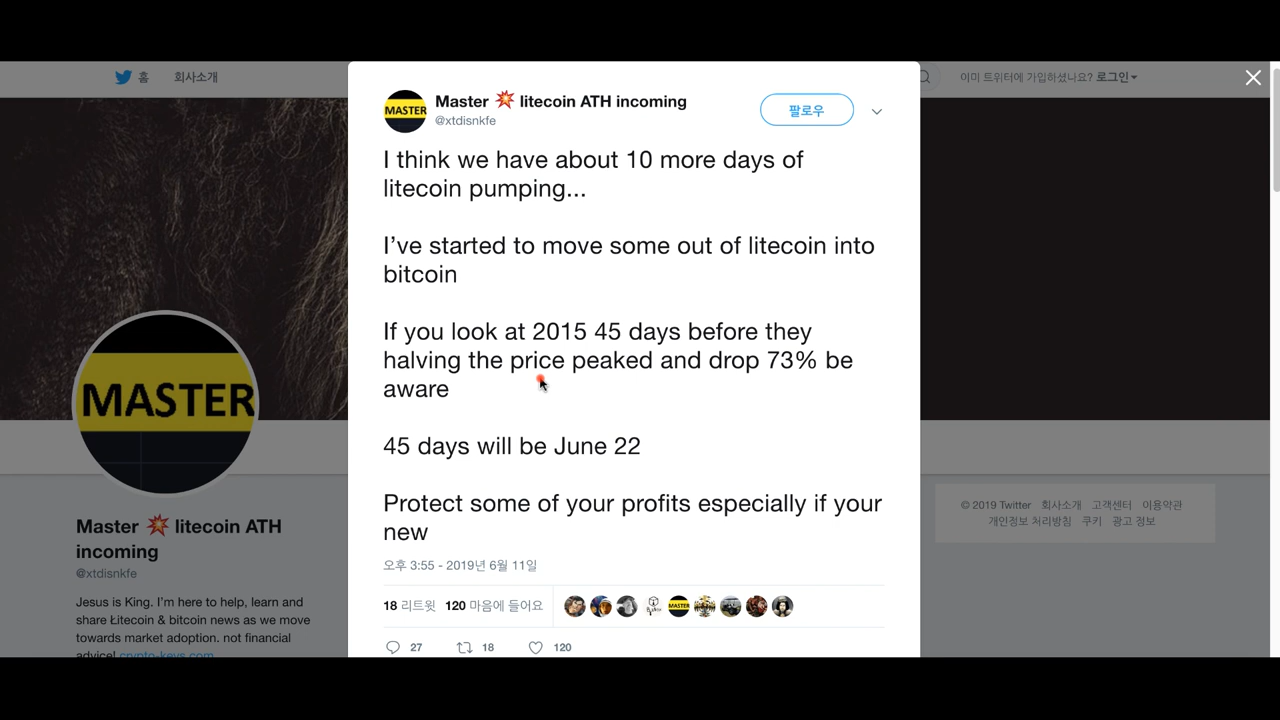 홈 회사소개
이미 트위터에 가입하셨나요? 로그인
MASTER
Master 💥 litecoin ATH incoming
@xtdisnkfe
팔로우
I think we have about 10 more days of
litecoin pumping...
I've started to move some out of litecoin into
bitcoin
If you look at 2015 45 days before they
halving the price peaked and drop 73% be
aware
45 days will be June 22
Protect some of your profits especially if your
new
오후 3:55 - 2019년 6월 11일
18 리트윗 120 마음에 들어요
MASTER
27 18 120
MASTER
Master 💥 litecoin ATH
incoming
@xtdisnkfe
Jesus is King. I'm here to help, learn and
share Łitecoin & bitcoin news as we move
towards market adoption. not financial
advice! crypto-keys.com
© 2019 Twitter 회사소개 고객센터 이용약관
개인정보 처리방침 쿠키 광고 정보